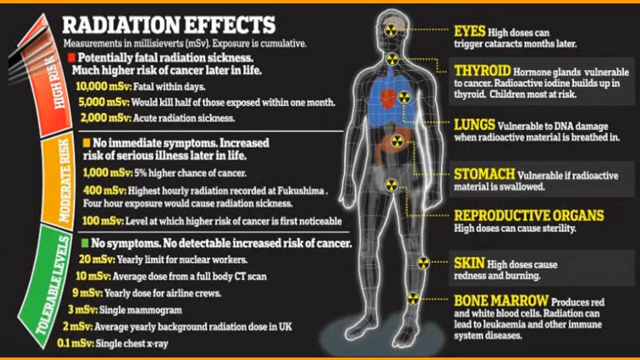 RADIATION EFFECTS
Measurements in millisieverts (mSv). Exposure is cumulative.
HIGH RISK
Potentially fatal radiation sickness.
Much higher risk of cancer later in life.
10,000 mSv: Fatal within days.
5,000 mSv: Would kill half of those exposed within one month.
2,000 mSv: Acute radiation sickness.
MODERATE RISK
No immediate symptoms. Increased
risk of serious illness later in life.
1,000 mSv: 5% higher chance of cancer.
400 mSv: Highest hourly radiation recorded at Fukushima.
Four hour exposure would cause radiation sickness.
100 mSv: Level at which higher risk of cancer is first noticeable
TOLERABLE LEVELS
No symptoms. No detectable increased risk of cancer.
20 mSv: Yearly limit for nuclear workers.
10 mSv: Average dose from a full body CT scan
9 mSv: Yearly dose for airline crews.
3 mSv: Single mammogram
2 mSv: Average yearly background radiation dose in UK
0.1 mSv: Single chest x-ray
EYES High doses can
trigger cataracts months later.
THYROID Hormone glands vulnerable
to cancer. Radioactive iodine builds up in
thyroid. Children most at risk.
LUNGS Vulnerable to DNA damage
when radioactive material is breathed in.
STOMACH Vulnerable if radioactive
material is swallowed.
REPRODUCTIVE ORGANS
High doses can cause sterility.
SKIN High doses cause
redness and burning.
BONE MARROW Produces red
and white blood cells. Radiation can
lead to leukaemia and other immune
system diseases.